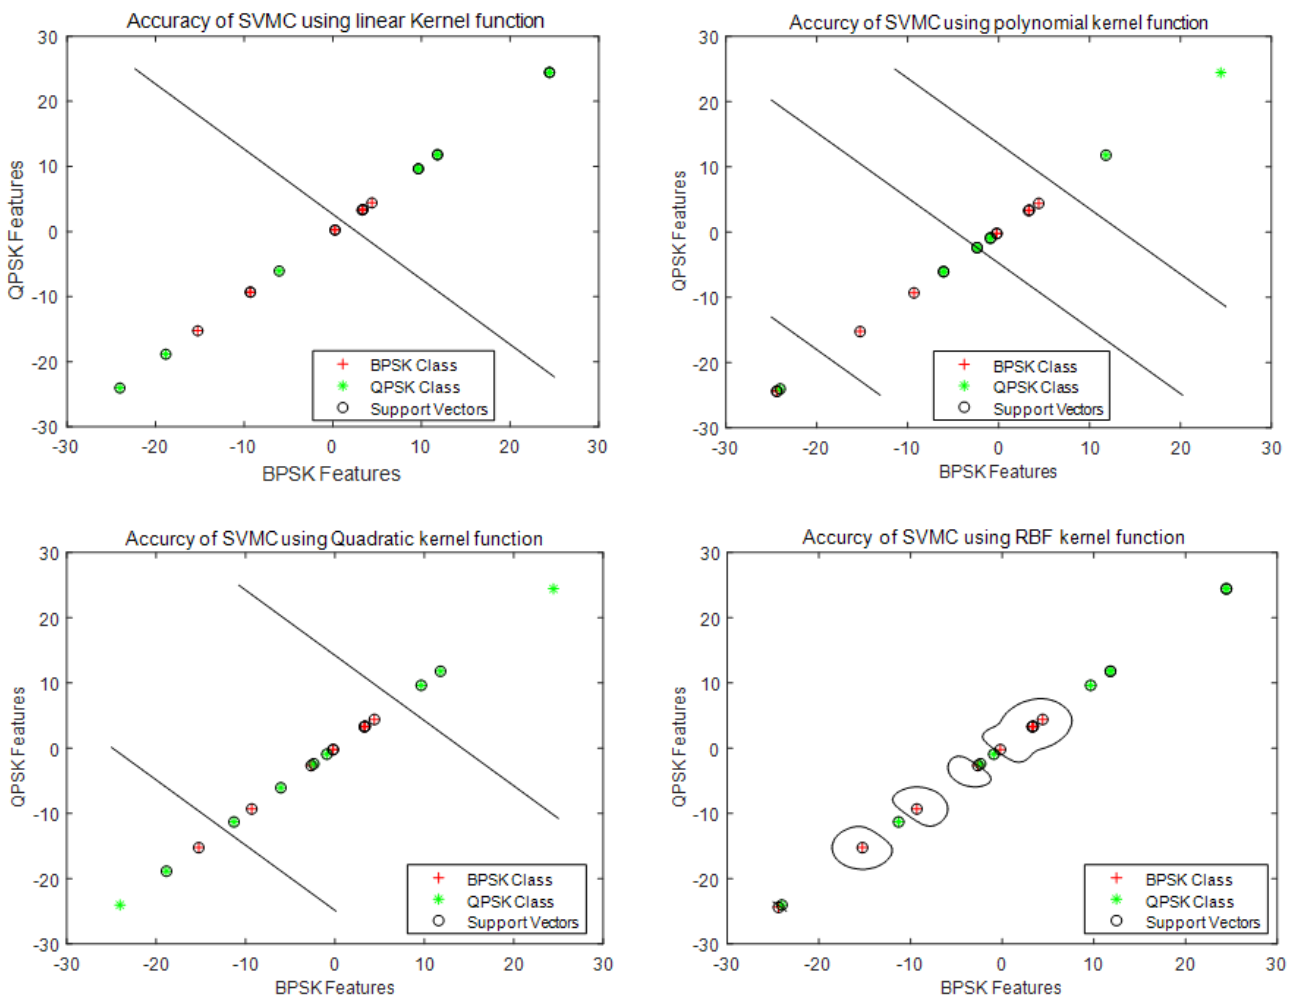 Accuracy of SVMC using linear Kernel function
30
20
10
0
-10
-20
-30
QPSK Features
-30 -20 -10 0 10 20 30
BPSK Features
BPSK Class
QPSK Class
Support Vectors
Accurcy of SVMC using polynomial kernel function
30
20
10
0
-10
-20
-30
QPSK Features
-30 -20 -10 0 10 20 30
BPSK Features
BPSK Class
QPSK Class
Support Vectors
Accurcy of SVMC using Quadratic kernel function
30
20
10
0
-10
-20
-30
QPSK Features
-30 -20 -10 0 10 20 30
BPSK Features
BPSK Class
QPSK Class
Support Vectors
Accurcy of SVMC using RBF kernel function
30
20
10
0
-10
-20
-30
QPSK Features
-30 -20 -10 0 10 20 30
BPSK Features
BPSK Class
QPSK Class
Support Vectors